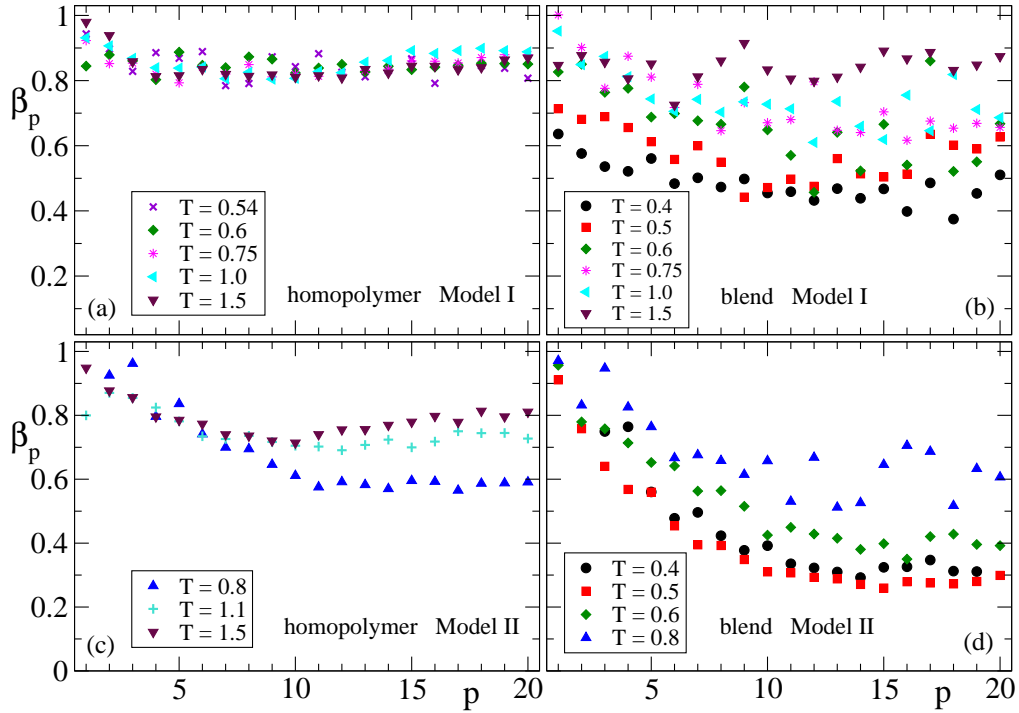 1
0.8
0.6
0.4
0.2
βp
T = 0.54
T = 0.6
T = 0.75
T = 1.0
T = 1.5
(a)
homopolymer Model I
T = 0.4
T = 0.5
T = 0.6
T = 0.75
T = 1.0
T = 1.5
blend Model I
(b)
1
0.8
0.6
0.4
0.2
0
βp
T = 0.8
T = 1.1
T = 1.5
(c)
homopolymer Model II
5
10
15
20
p
T = 0.4
T = 0.5
T = 0.6
T = 0.8
blend Model II
(d)
5
10
15
20
p